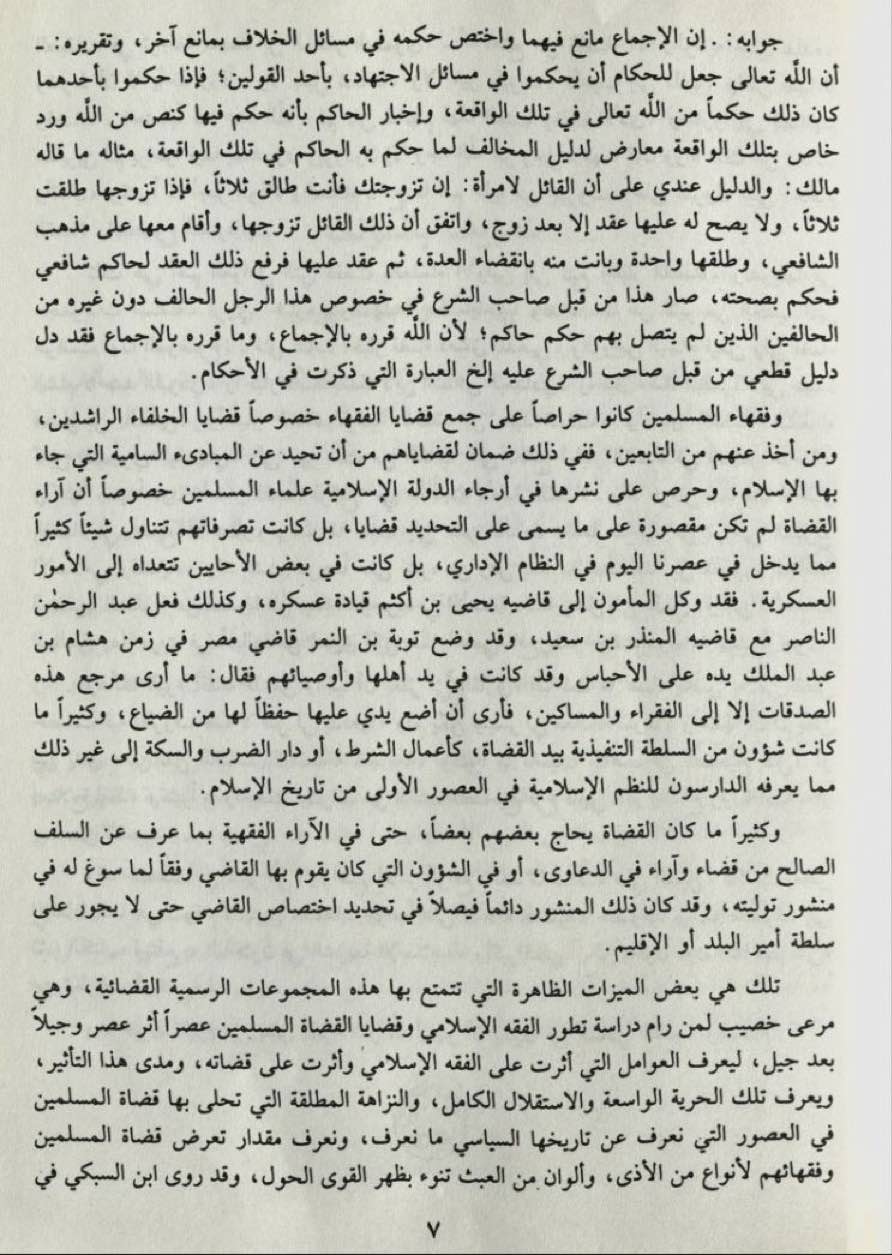 جوابه: . إن الإجماع مانع فيهما واختص حكمه في مسائل الخلاف بمانع آخر، وتقريره: ـ
أن اللَّه تعالى جعل للحكام أن يحكموا في مسائل الاجتهاد، بأحد القولين؛ فإذا حكموا بأحدهما
كان ذلك حكماً من اللَّه تعالى في تلك الواقعة، وإخبار الحاكم بأنه حكم فيها كنص من اللَّه ورد
خاص بتلك الواقعة معارض لدليل المخالف لما حكم به الحاكم في تلك الواقعة، مثاله ما قاله
مالك: والدليل عندي على أن القائل لامرأة: إن تزوجتك فأنت طالق ثلاثاً، فإذا تزوجها طلقت
ثلاثاً، ولا يصح له عليها عقد إلا بعد زوج، واتفق أن ذلك القائل تزوجها، وأقام معها على مذهب
الشافعي، وطلقها واحدة وبانت منه بانقضاء العدة، ثم عقد عليها فرفع ذلك العقد لحاكم شافعي
فحكم بصحته، صار هذا من قبل صاحب الشرع في خصوص هذا الرجل الحالف دون غيره من
الحالفين الذين لم يتصل بهم حكم حاكم؛ لأن اللَّه قرره بالإجماع، وما قرره بالإجماع فقد دل
دليل قطعي من قبل صاحب الشرع عليه إلخ العبارة التي ذكرت في الأحكام.
وفقهاء المسلمين كانوا حراصاً على جمع قضايا الفقهاء خصوصاً قضايا الخلفاء الراشدين،
ومن أخذ عنهم من التابعين، ففي ذلك ضمان لقضاياهم من أن تحيد عن المبادىء السامية التي جاء
بها الإسلام، وحرص على نشرها في أرجاء الدولة الإسلامية علماء المسلمين خصوصاً أن آراء
القضاة لم تكن مقصورة على ما يسمى على التحديد قضايا، بل كانت تصرفاتهم تتناول شيئاً كثيراً
مما يدخل في عصرنا اليوم في النظام الإداري، بل كانت في بعض الأحايين تتعداه إلى الأمور
العسكرية. فقد وكل المأمون إلى قاضيه يحيى بن أكثم قيادة عسكره، وكذلك فعل عبد الرحمٰن
الناصر مع قاضيه المنذر بن سعيد، وقد وضع توبة بن النمر قاضي مصر في زمن هشام بن
عبد الملك يده على الأحباس وقد كانت في يد أهلها وأوصيائهم فقال: ما أرى مرجع هذه
الصدقات إلا إلى الفقراء والمساكين، فأرى أن أضع يدي عليها حفظاً لها من الضياع، وكثيراً ما
كانت شؤون من السلطة التنفيذية بيد القضاة، كأعمال الشرط، أو دار الضرب والسكة إلى غير ذلك
مما يعرفه الدارسون للنظم الإسلامية في العصور الأولى من تاريخ الإسلام.
وكثيراً ما كان القضاة يحاج بعضهم بعضاً، حتى في الآراء الفقهية بما عرف عن السلف
الصالح من قضاء وآراء في الدعاوى، أو في الشؤون التي كان يقوم بها القاضي وفقاً لما سوغ له في
منشور توليته، وقد كان ذلك المنشور دائماً فيصلاً في تحديد اختصاص القاضي حتى لا يجور على
سلطة أمير البلد أو الإقليم.
تلك هي بعض الميزات الظاهرة التي تتمتع بها هذه المجموعات الرسمية القضائية، وهي
مرعى خصيب لمن رام دراسة تطور الفقه الإسلامي وقضايا القضاة المسلمين عصراً أثر عصر وجيلاً
بعد جيل، ليعرف العوامل التي أثرت على الفقه الإسلامي وأثرت على قضاته، ومدى هذا التأثير،
ويعرف تلك الحرية الواسعة والاستقلال الكامل، والنزاهة المطلقة التي تحلى بها قضاة المسلمين
في العصور التي نعرف عن تاريخها السياسي ما نعرف، ونعرف مقدار تعرض قضاة المسلمين
وفقهائهم لأنواع من الأذى، وألوان من العبث تنوء بظهر القوى الحول، وقد روى ابن السبكي في
٧